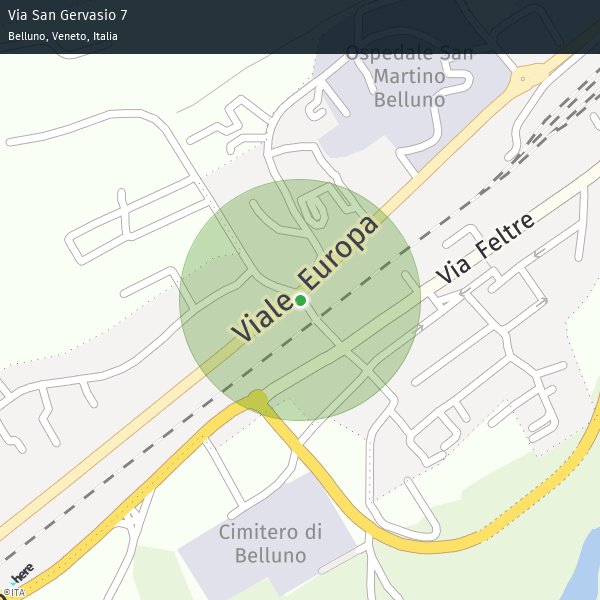 Via San Gervasio 7
Belluno, Veneto, Italia
Ospedale San
Martino
Belluno
Viale Europa
Via Feltre
Cimitero di
Belluno
here
©ITA